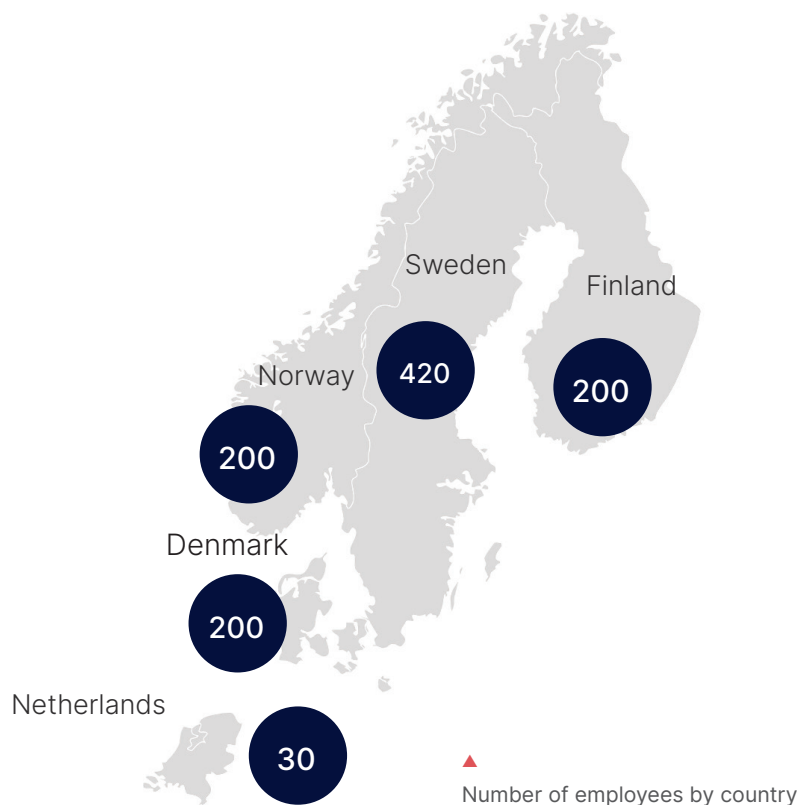 Sweden
Finland
420
Norway
200
200
Denmark
200
Netherlands
30
Number of employees by country